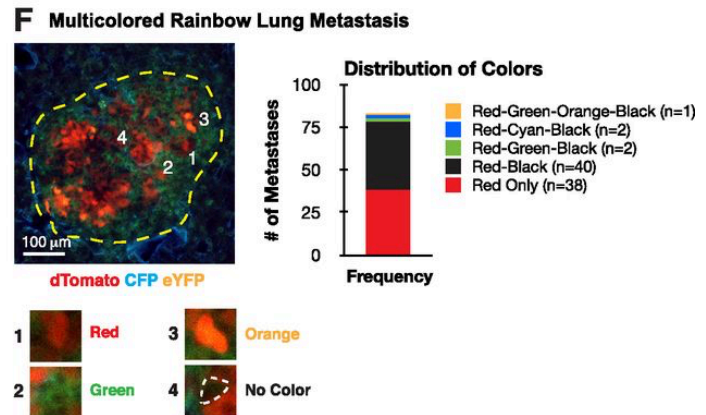 F Multicolored Rainbow Lung Metastasis
3
4
1
2
100 μm
dTomato CFP eYFP
Distribution of Colors
# of Metastases
100
75
50
25
0
Frequency
Red-Green-Orange-Black (n=1)
Red-Cyan-Black (n=2)
Red-Green-Black (n=2)
Red-Black (n=40)
Red Only (n=38)
1 Red
3 Orange
2 Green
4 No Color